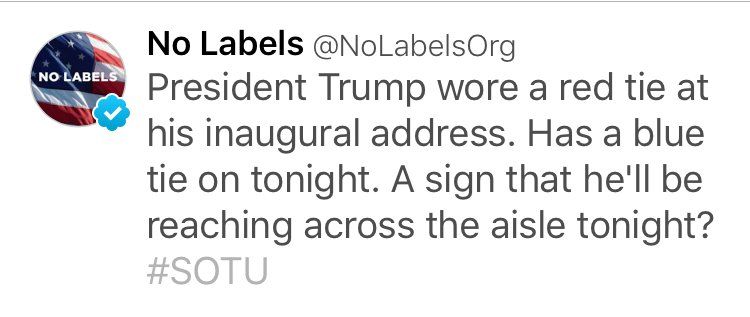 No Labels @NoLabelsOrg
NO LABELS
President Trump wore a red tie at
his inaugural address. Has a blue
tie on tonight. A sign that he'll be
reaching across the aisle tonight?
#SOTU